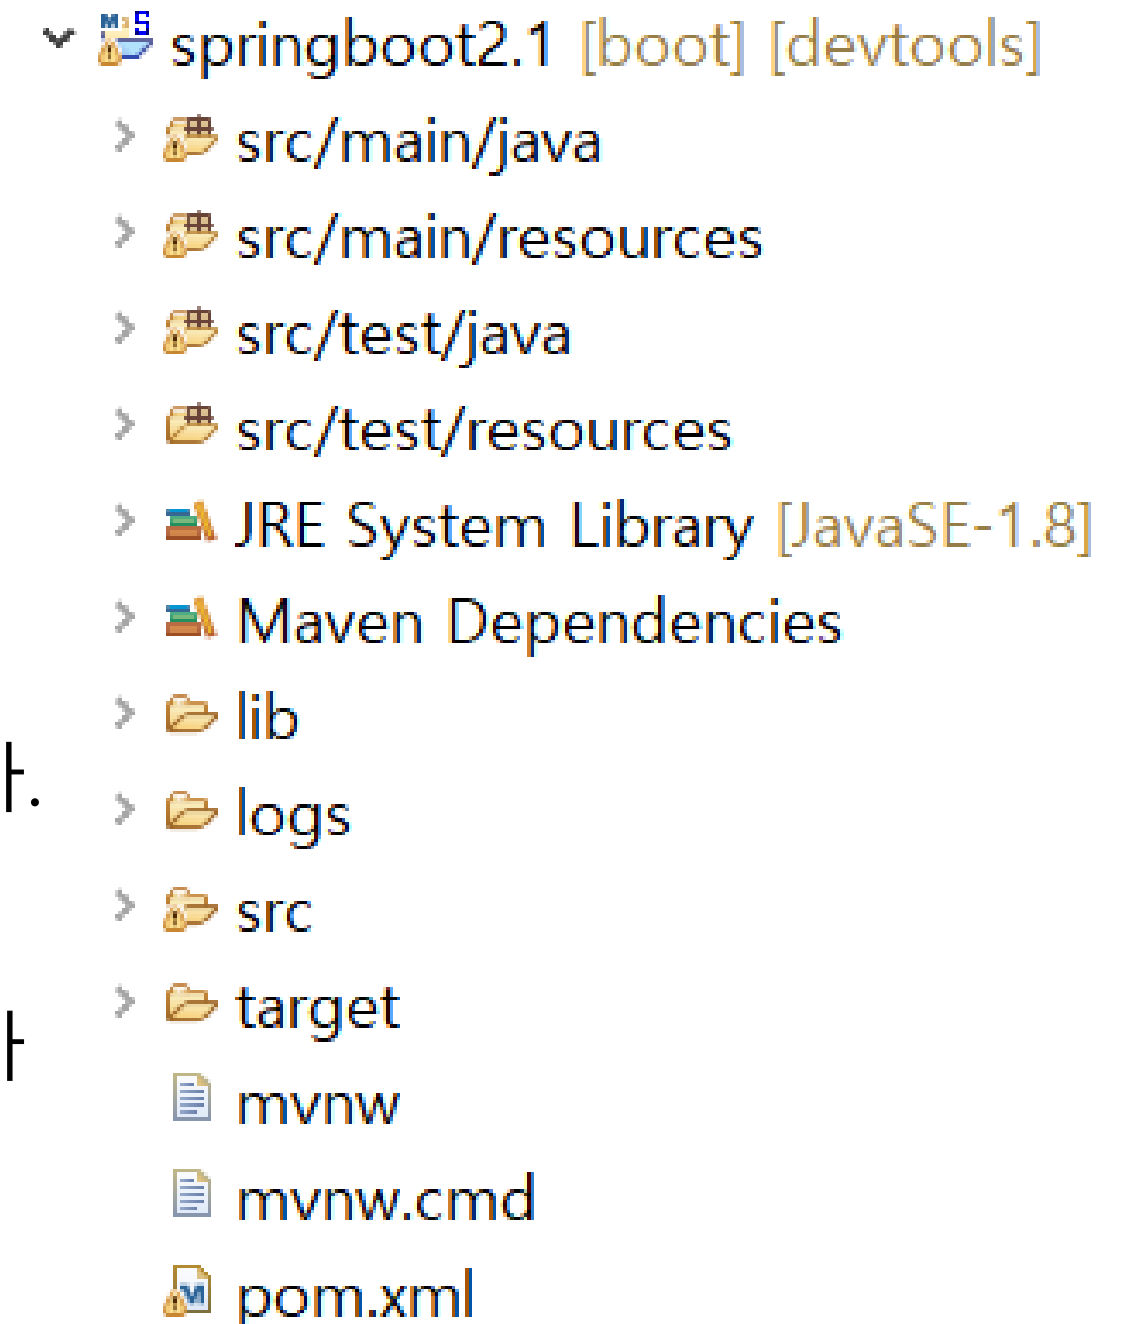 springboot2.1 [boot] [devtools]
src/main/java
src/main/resources
src/test/java
src/test/resources
JRE System Library [JavaSE-1.8]
Maven Dependencies
lib
logs
src
target
mvnw
mvnw.cmd
pom.xml